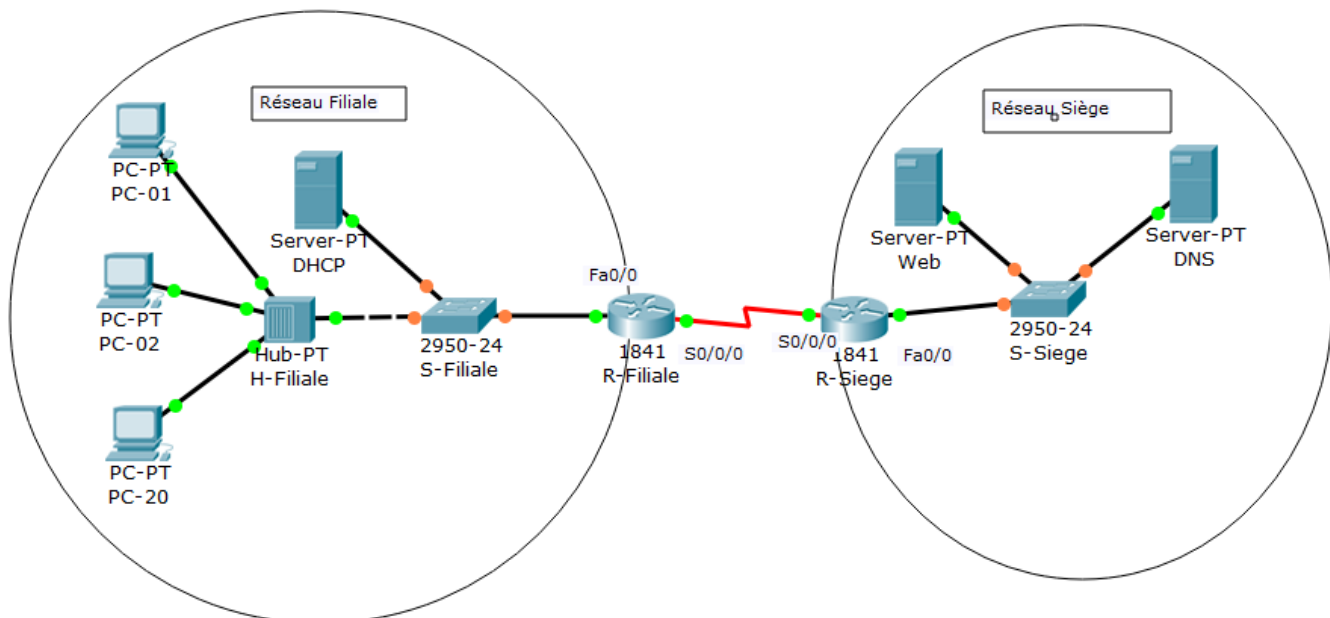 Réseau Filiale
PC-PT
PC-01
Server-PT
DHCP
PC-PT
PC-02
Hub-PT
H-Filiale
2950-24
S-Filiale
Fa0/0
1841
R-Filiale
S0/0/0
PC-PT
PC-20
Réseau Siège
Server-PT
Web
Server-PT
DNS
S0/0/0
1841
R-Siege
Fa0/0
2950-24
S-Siege